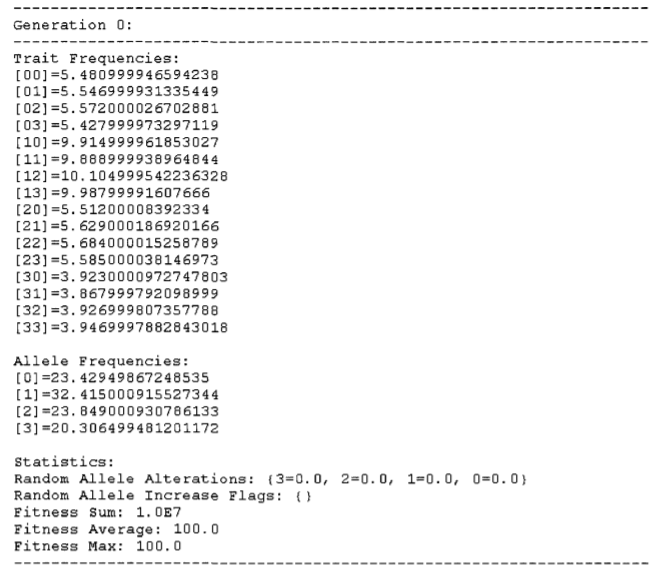 Generation 0:
Trait Frequencies:
[00]=5.480999946594238
[01]=5.546999931335449
[02]=5.572000026702881
[03]=5.427999973297119
[10]=9.914999961853027
[11]=9.888999938964844
[12]=10.104999542236328
[13]=9.98799991607666
[20]=5.51200008392334
[21]=5.629000186920166
[22]=5.684000015258789
[23]=5.585000038146973
[30]=3.9230000972747803
[31]=3.867999792098999
[32]=3.926999807357788
[33]=3.9469997882843018
Allele Frequencies:
[0]=23.42949867248535
[1]=32.415000915527344
[2]=23.849000930786133
[3]=20.306499481201172
Statistics:
Random Allele Alterations: {3=0.0, 2=0.0, 1=0.0, 0=0.0}
Random Allele Increase Flags: {}
Fitness Sum: 1.0E7
Fitness Average: 100.0
Fitness Max: 100.0